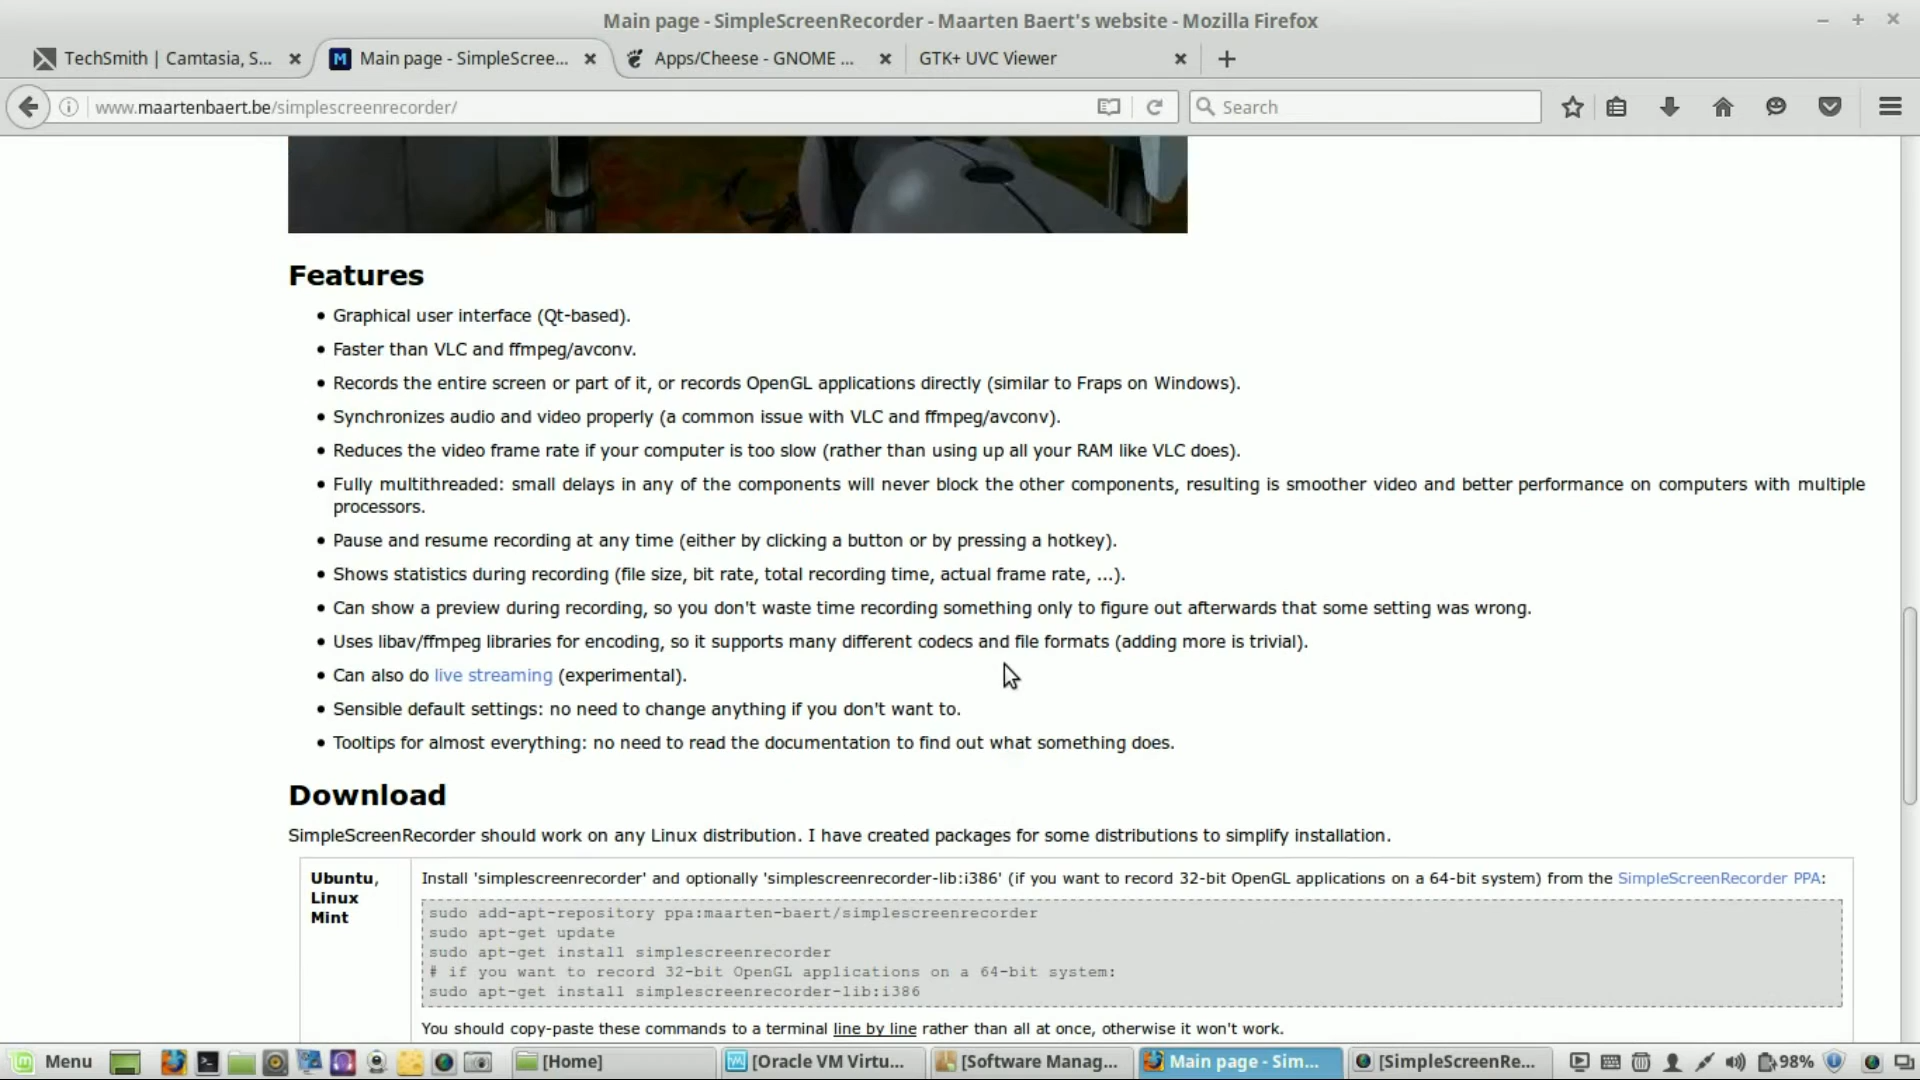 Main page - SimpleScreenRecorder - Maarten Baert's website - Mozilla Firefox
TechSmith | Camtasia, S...
Main page - SimpleScree...
Apps/Cheese - GNOME ...
GTK+ UVC Viewer
www.maartenbaert.be/simplescreenrecorder/
Search
Features
• Graphical user interface (Qt-based).
• Faster than VLC and ffmpeg/avconv.
• Records the entire screen or part of it, or records OpenGL applications directly (similar to Fraps on Windows).
• Synchronizes audio and video properly (a common issue with VLC and ffmpeg/avconv).
• Reduces the video frame rate if your computer is too slow (rather than using up all your RAM like VLC does).
• Fully multithreaded: small delays in any of the components will never block the other components, resulting is smoother video and better performance on computers with multiple
processors.
• Pause and resume recording at any time (either by clicking a button or by pressing a hotkey).
• Shows statistics during recording (file size, bit rate, total recording time, actual frame rate, ...).
• Can show a preview during recording, so you don't waste time recording something only to figure out afterwards that some setting was wrong.
• Uses libav/ffmpeg libraries for encoding, so it supports many different codecs and file formats (adding more is trivial).
• Can also do live streaming (experimental).
• Sensible default settings: no need to change anything if you don't want to.
• Tooltips for almost everything: no need to read the documentation to find out what something does.
Download
SimpleScreenRecorder should work on any Linux distribution. I have created packages for some distributions to simplify installation.
Ubuntu,
Linux
Mint
Install 'simplescreenrecorder' and optionally 'simplescreenrecorder-lib:i386' (if you want to record 32-bit OpenGL applications on a 64-bit system) from the SimpleScreenRecorder PPA:
sudo add-apt-repository ppa:maarten-baert/simplescreenrecorder
sudo apt-get update
sudo apt-get install simplescreenrecorder
# if you want to record 32-bit OpenGL applications on a 64-bit system:
sudo apt-get install simplescreenrecorder-lib:i386
You should copy-paste these commands to a terminal line by line rather than all at once, otherwise it won't work.
Menu
[Home]
[Oracle VM Virtu...
[Software Manag...
Main page - Sim...
[SimpleScreenRe...
98%